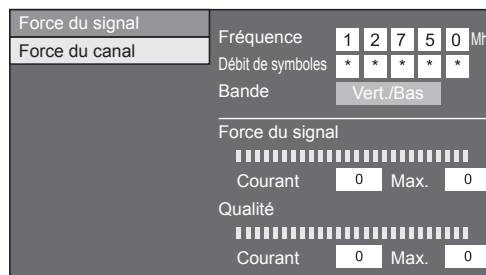 Force du signal
Force du canal
Fréquence 1 2 7 5 0 Mh
Débit de symboles * * * * *
Bande Vert./Bas
Force du signal
Courant 0 Max. 0
Qualité
Courant 0 Max. 0